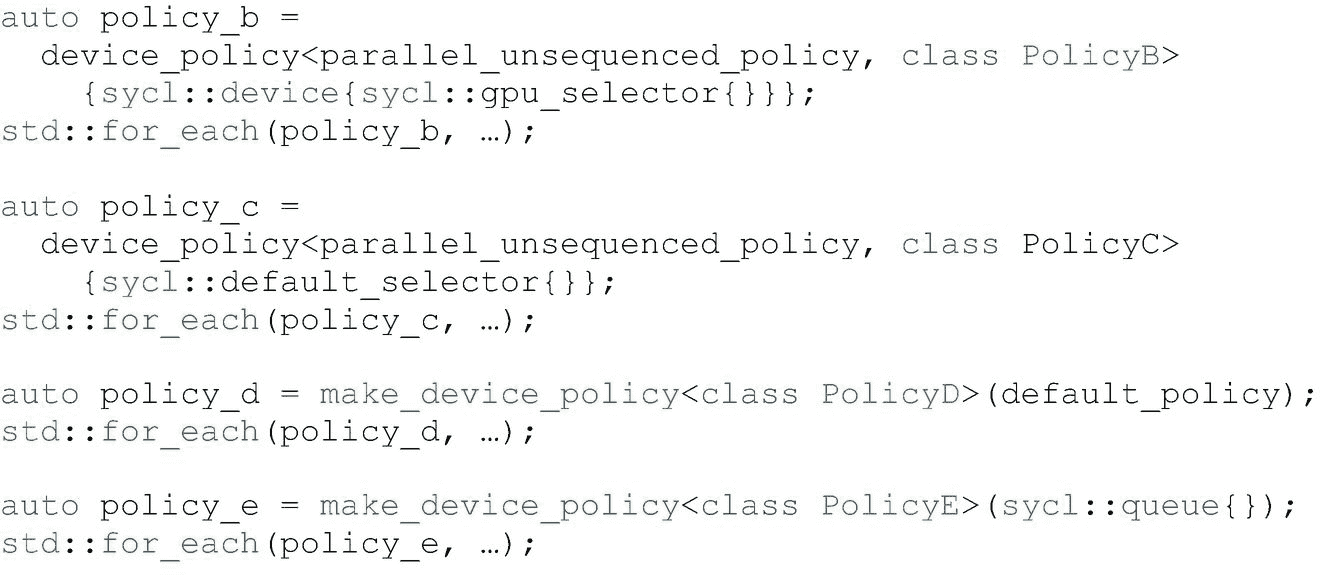 auto policy_b =
  device_policy<parallel_unsequenced_policy, class PolicyB>
    {sycl::device{sycl::gpu_selector{}}};
std::for_each(policy_b, …);

auto policy_c =
  device_policy<parallel_unsequenced_policy, class PolicyC>
    {sycl::default_selector{}};
std::for_each(policy_c, …);

auto policy_d = make_device_policy<class PolicyD>(default_policy);
std::for_each(policy_d, …);

auto policy_e = make_device_policy<class PolicyE>(sycl::queue{});
std::for_each(policy_e, …);